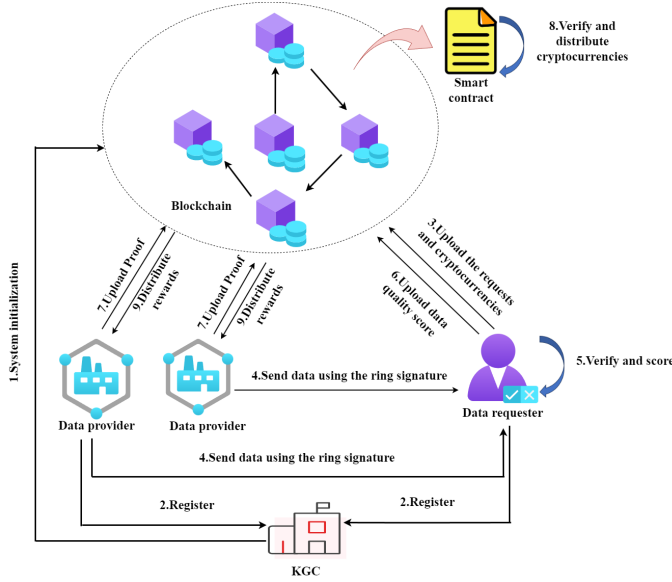 8.Verify and
distribute
cryptocurrencies
Smart
contract
Blockchain
1.System initialization
7.Upload Proof
9.Distribute
rewards
7.Upload Proof
9.Distribute
rewards
3.Upload the requests
and cryptocurrencies
6.Upload data
quality score
5.Verify and score
4.Send data using the ring signature
Data provider
Data provider
Data requester
4.Send data using the ring signature
2.Register
2.Register
KGC